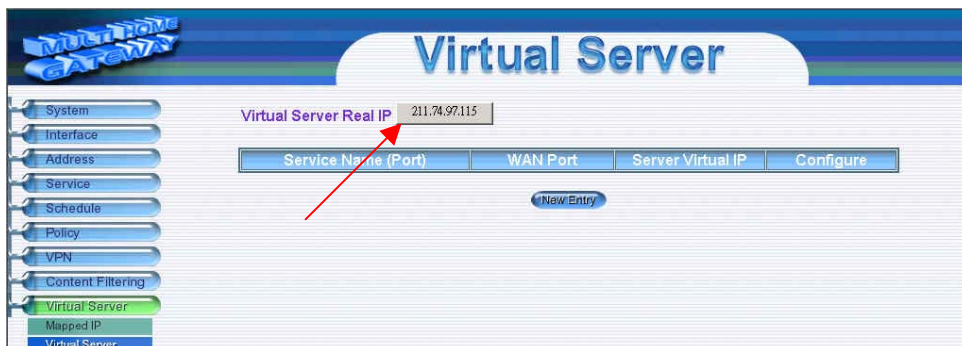 MULTI HOME
GATEWAY
Virtual Server
System
Interface
Address
Service
Schedule
Policy
VPN
Content Filtering
Virtual Server
Mapped IP
Virtual Server
Virtual Server Real IP 211.74.97.115
Service Name (Port) WAN Port Server Virtual IP Configure
New Entry